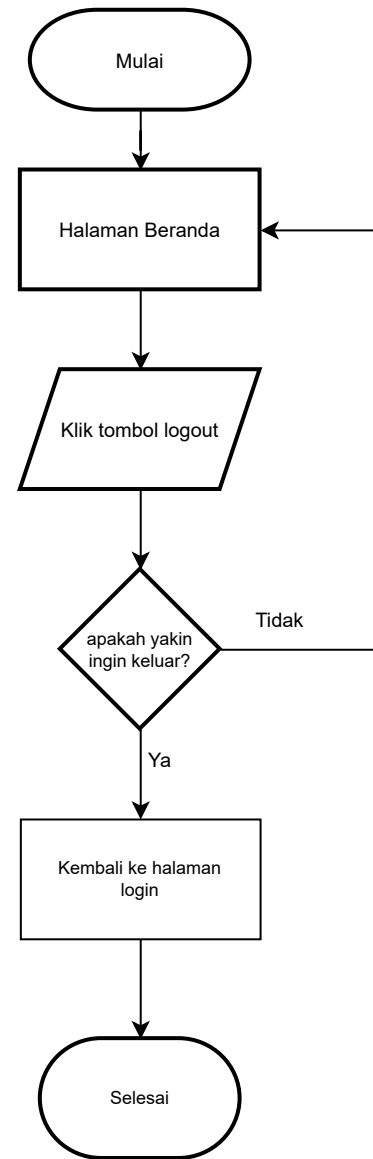 Mulai
Halaman Beranda
Klik tombol logout
apakah yakin
ingin keluar?
Tidak
Ya
Kembali ke halaman
login
Selesai